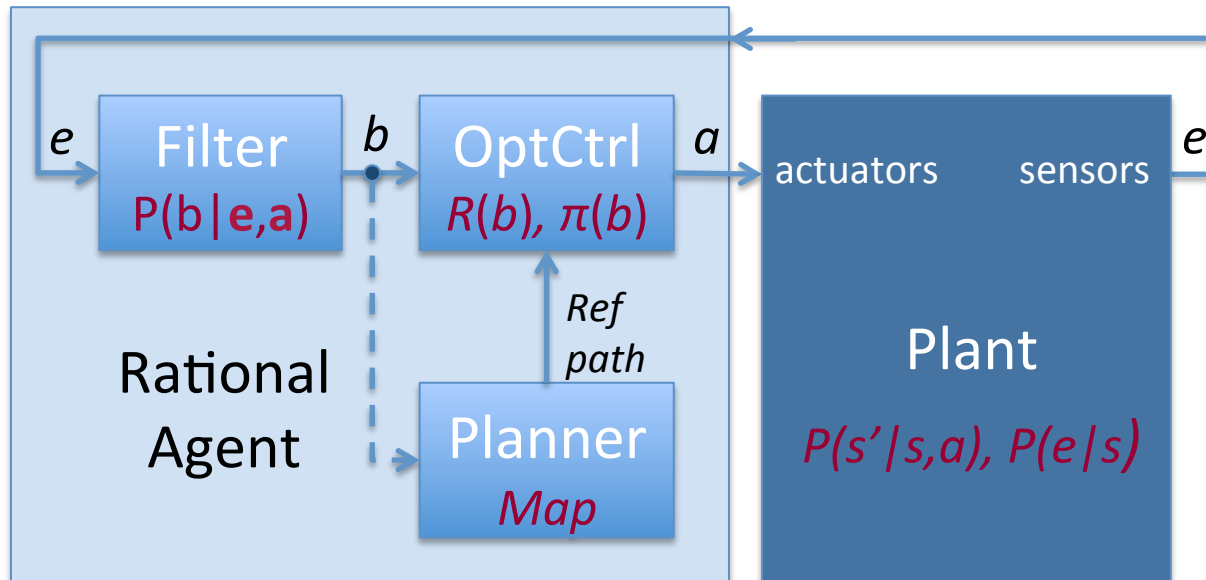 e
Filter
P(b|e,a)
b
OptCtrl
R(b), π(b)
a
actuators
sensors
e
Ref
path
Rational
Agent
Planner
Map
Plant
P(s’|s,a), P(e|s)